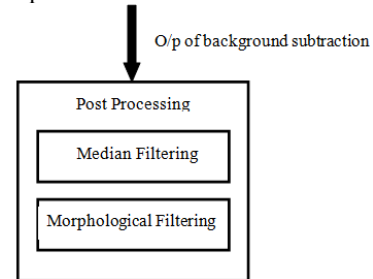 O/p of background subtraction
Post Processing
Median Filtering
Morphological Filtering